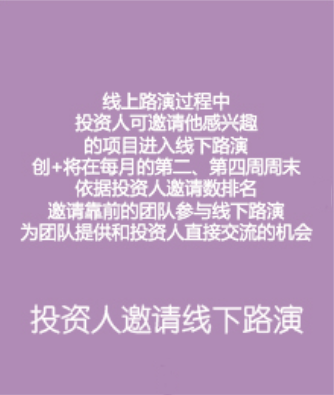 线上路演过程中
投资人可邀请他感兴趣
的项目进入线下路演
创+将在每月的第二、第四周周末
依据投资人邀请数排名
邀请靠前的团队参与线下路演
为团队提供和投资人直接交流的机会
投资人邀请线下路演